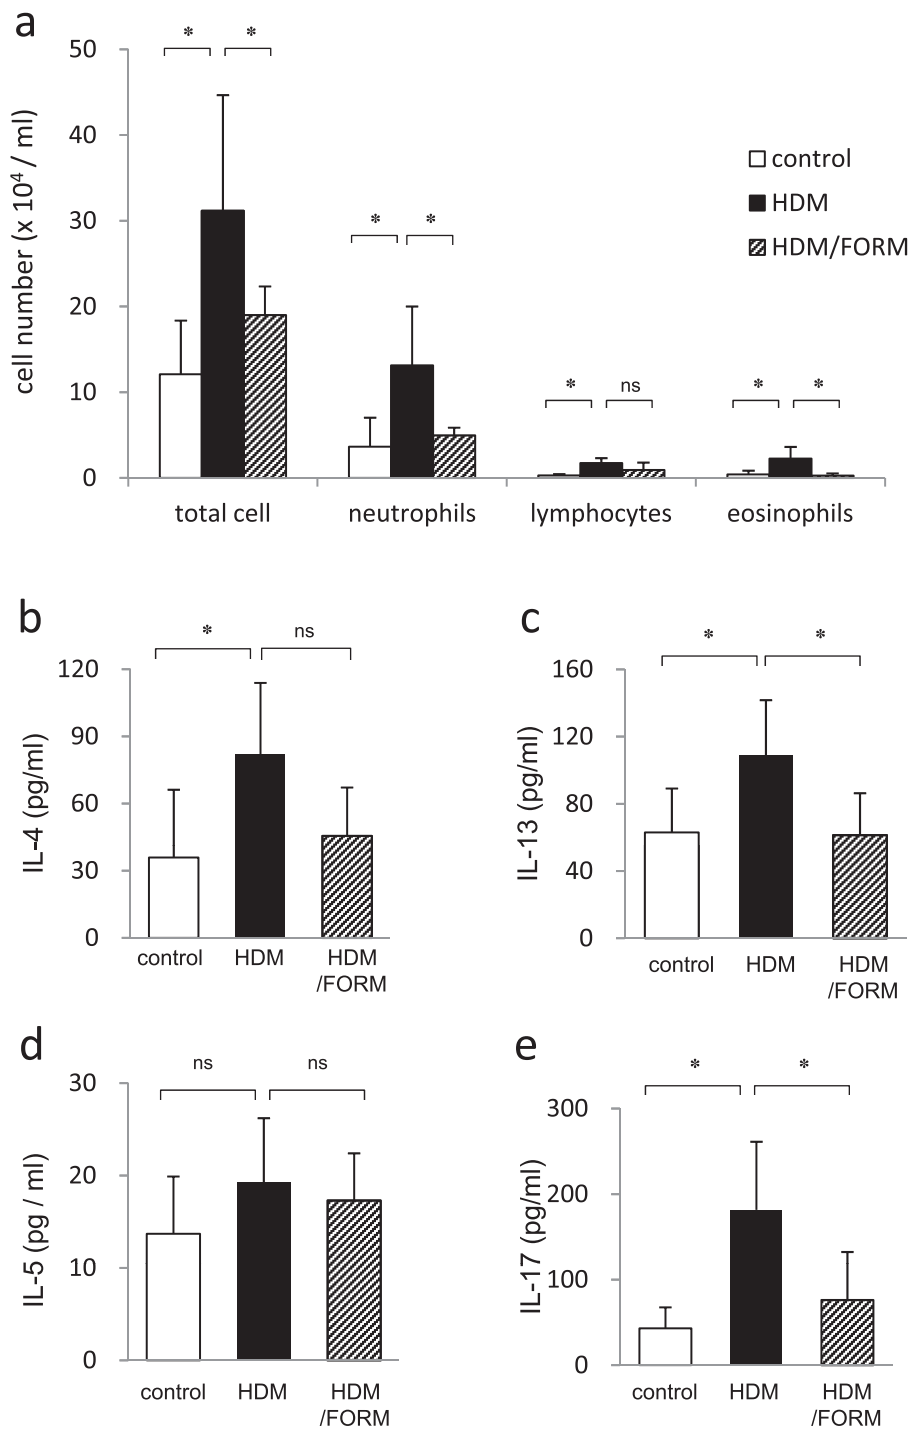 a
* *
50
40
30
20
10
0
cell number (x 10⁴ / ml)
control
HDM
HDM/FORM
* *
* ns
* *
total cell neutrophils lymphocytes eosinophils
b
* ns
120
90
60
30
0
IL-4 (pg/ml)
control HDM HDM
/FORM
c
* *
160
120
80
40
0
IL-13 (pg/ml)
control HDM HDM
/FORM
d
ns ns
30
20
10
0
IL-5 (pg / ml)
control HDM HDM
/FORM
e
* *
300
200
100
0
IL-17 (pg/ml)
control HDM HDM
/FORM